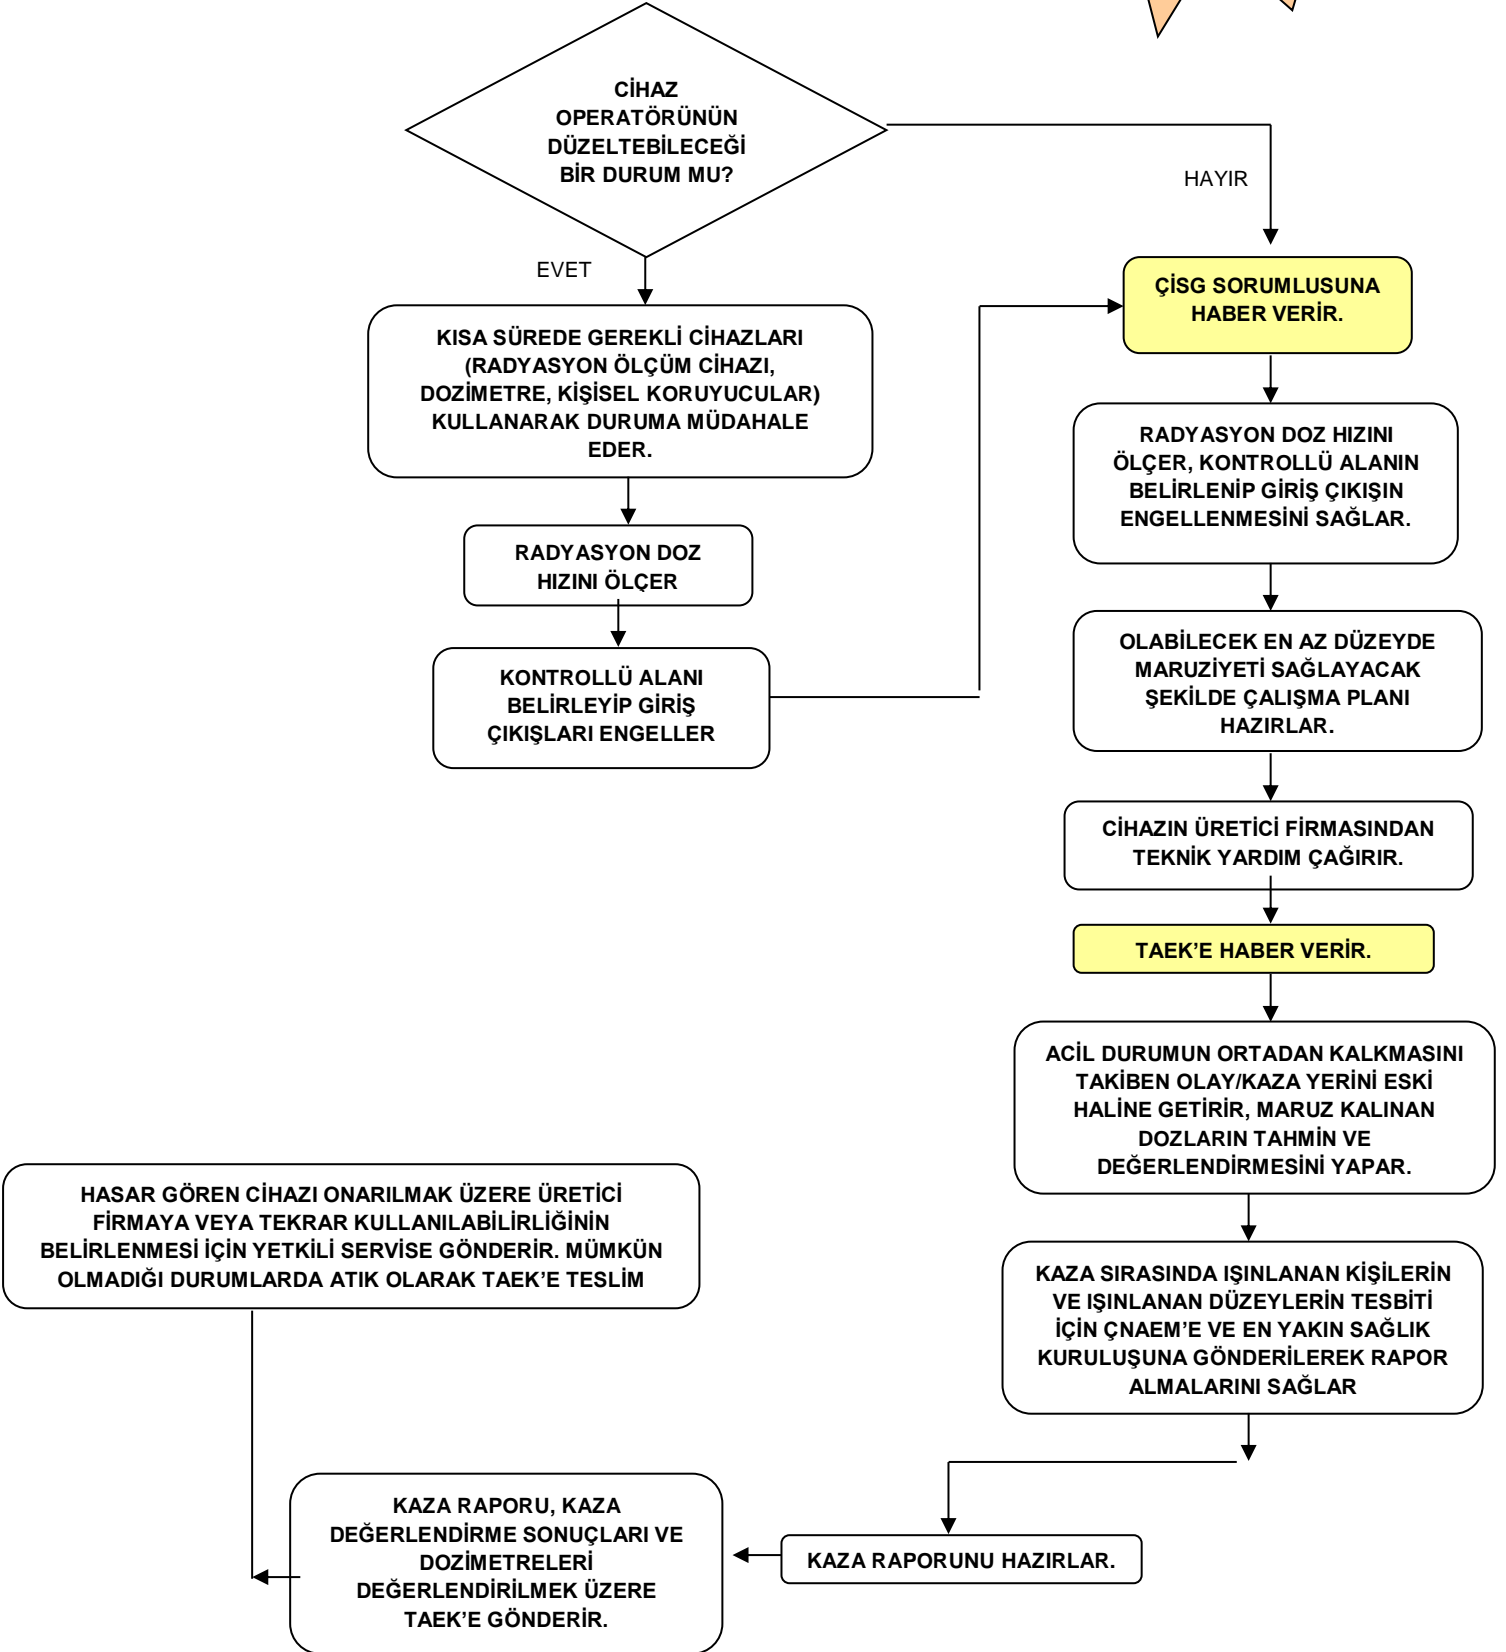 CİHAZ
OPERATÖRÜNÜN
DÜZELTEBİLECEĞİ
BİR DURUM MU?
HAYIR
EVET
KISA SÜREDE GEREKLİ CİHAZLARI
(RADYASYON ÖLÇÜM CİHAZI,
DOZİMETRE, KİŞİSEL KORUYUCULAR)
KULLANARAK DURUMA MÜDAHALE
EDER.
RADYASYON DOZ
HIZINI ÖLÇER
KONTROLLÜ ALANI
BELİRLEYİP GİRİŞ
ÇIKIŞLARI ENGELLER
ÇİSG SORUMLUSUNA
HABER VERİR.
RADYASYON DOZ HIZINI
ÖLÇER, KONTROLLÜ ALANIN
BELİRLENİP GİRİŞ ÇIKIŞIN
ENGELLENMESİNİ SAĞLAR.
OLABİLECEK EN AZ DÜZEYDE
MARUZİYETİ SAĞLAYACAK
ŞEKİLDE ÇALIŞMA PLANI
HAZIRLAR.
CİHAZIN ÜRETİCİ FİRMASINDAN
TEKNİK YARDIM ÇAĞIRIR.
TAEK’E HABER VERİR.
ACİL DURUMUN ORTADAN KALKMASINI
TAKİBEN OLAY/KAZA YERİNİ ESKİ
HALİNE GETİRİR, MARUZ KALINAN
DOZLARIN TAHMİN VE
DEĞERLENDİRMESİNİ YAPAR.
KAZA SIRASINDA IŞINLANAN KİŞİLERİN
VE IŞINLANAN DÜZEYLERİN TESBİTİ
İÇİN ÇNAEM’E VE EN YAKIN SAĞLIK
KURULUŞUNA GÖNDERİLEREK RAPOR
ALMALARINI SAĞLAR
KAZA RAPORUNU HAZIRLAR.
KAZA RAPORU, KAZA
DEĞERLENDİRME SONUÇLARI VE
DOZİMETRELERİ
DEĞERLENDİRİLMEK ÜZERE
TAEK’E GÖNDERİR.
HASAR GÖREN CİHAZI ONARILMAK ÜZERE ÜRETİCİ
FİRMAYA VEYA TEKRAR KULLANILABİLİRLİĞİNİN
BELİRLENMESİ İÇİN YETKİLİ SERVİSE GÖNDERİR. MÜMKÜN
OLMADIĞI DURUMLARDA ATIK OLARAK TAEK’E TESLİM